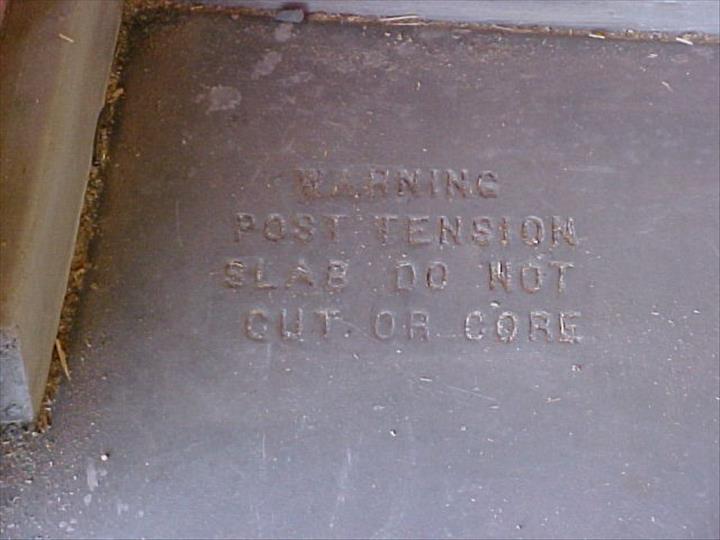 WARNING
POST TENSION
SLAB DO NOT
CUT OR CORE